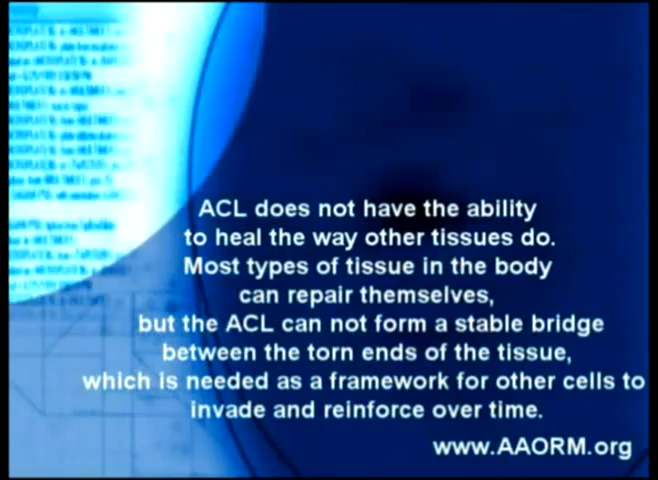 ACL does not have the ability
to heal the way other tissues do.
Most types of tissue in the body
can repair themselves,
but the ACL can not form a stable bridge
between the torn ends of the tissue,
which is needed as a framework for other cells to
invade and reinforce over time.
www.AAORM.org